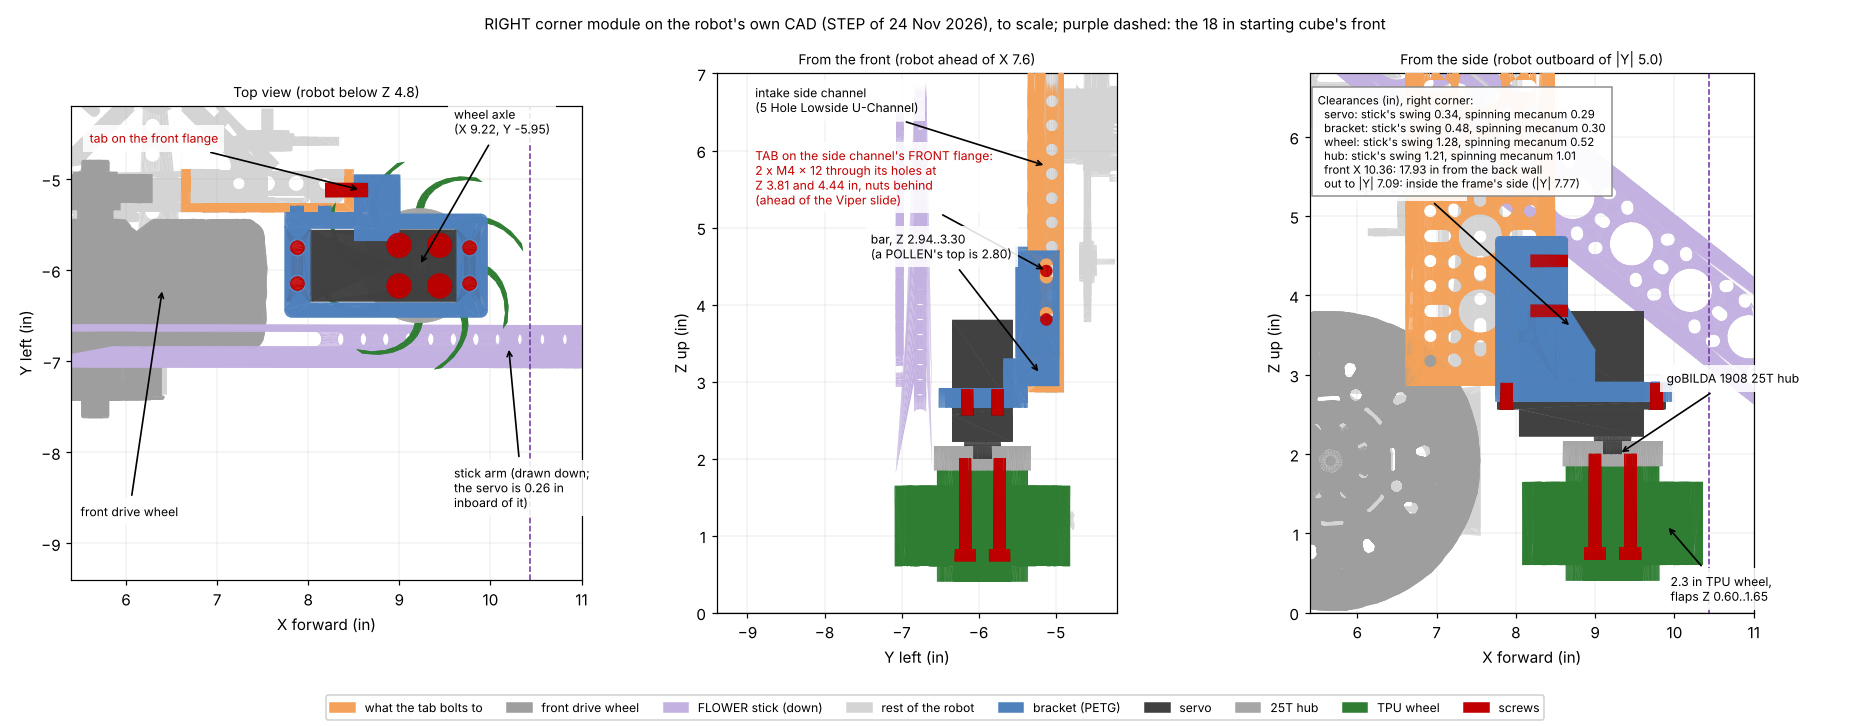 RIGHT corner module on the robot's own CAD (STEP of 24 Nov 2026), to scale; purple dashed: the 18 in starting cube's front
Top view (robot below Z 4.8)
tab on the front flange
wheel axle
(X 9.22, Y -5.95)
front drive wheel
stick arm (drawn down;
the servo is 0.26 in
inboard of it)
Y left (in)
−5
−6
−7
−8
−9
6
7
8
9
10
11
X forward (in)
From the front (robot ahead of X 7.6)
intake side channel
(5 Hole Lowside U-Channel)
TAB on the side channel's FRONT flange:
2 x M4 × 12 through its holes at
Z 3.81 and 4.44 in, nuts behind
(ahead of the Viper slide)
bar, Z 2.94..3.30
(a POLLEN's top is 2.80)
Z up (in)
7
6
5
4
3
2
1
0
−9
−8
−7
−6
−5
Y left (in)
From the side (robot outboard of |Y| 5.0)
Clearances (in), right corner:
servo: stick's swing 0.34, spinning mecanum 0.29
bracket: stick's swing 0.48, spinning mecanum 0.30
wheel: stick's swing 1.28, spinning mecanum 0.52
hub: stick's swing 1.21, spinning mecanum 1.01
front X 10.36: 17.93 in from the back wall
out to |Y| 7.09: inside the frame's side (|Y| 7.77)
goBILDA 1908 25T hub
2.3 in TPU wheel,
flaps Z 0.60..1.65
Z up (in)
6
5
4
3
2
1
0
6
7
8
9
10
11
X forward (in)
what the tab bolts to
front drive wheel
FLOWER stick (down)
rest of the robot
bracket (PETG)
servo
25T hub
TPU wheel
screws